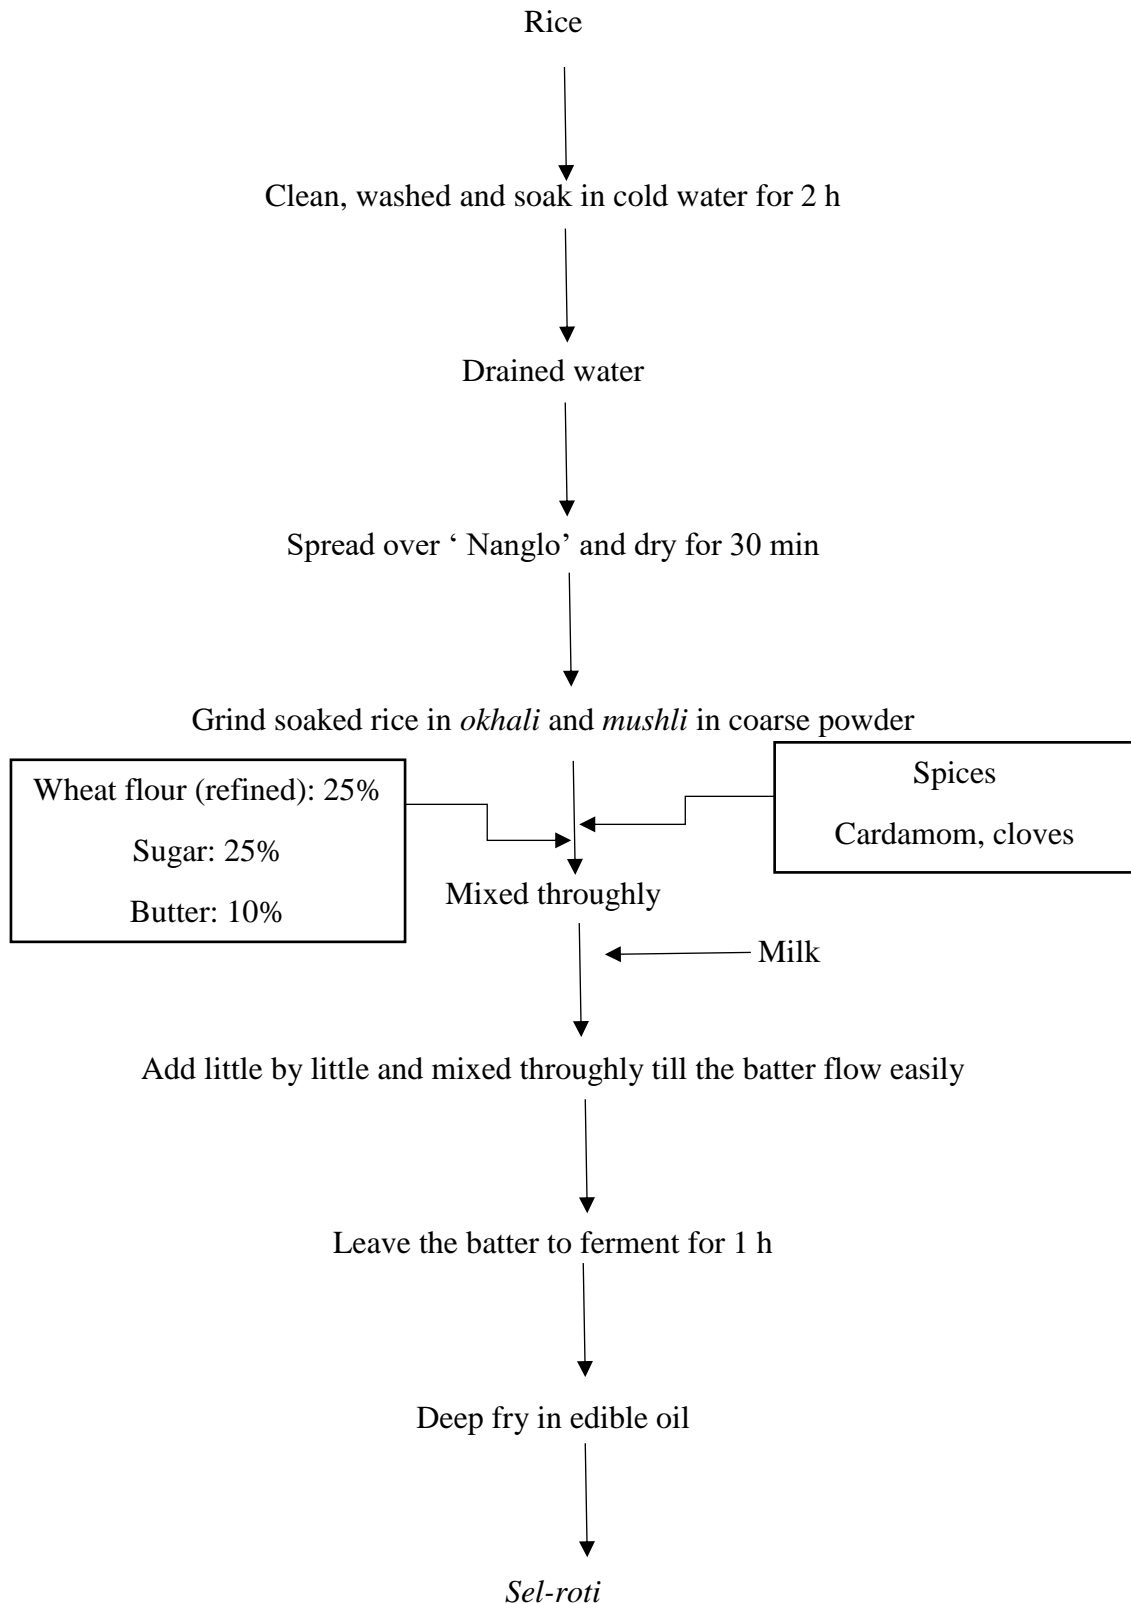 Rice
Clean, washed and soak in cold water for 2 h
Drained water
Spread over ‘ Nanglo’ and dry for 30 min
Grind soaked rice in okhali and mushli in coarse powder
Wheat flour (refined): 25%
Sugar: 25%
Butter: 10%
Spices
Cardamom, cloves
Mixed throughly
Milk
Add little by little and mixed throughly till the batter flow easily
Leave the batter to ferment for 1 h
Deep fry in edible oil
Sel-roti